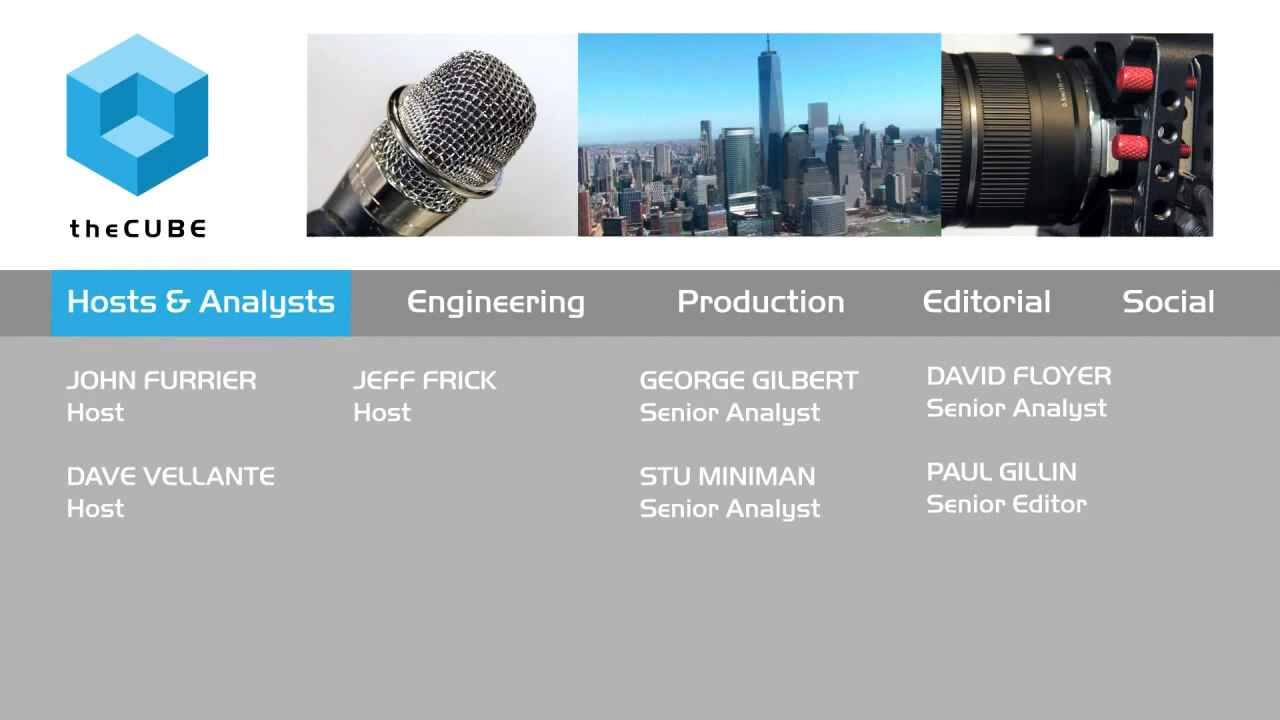 theCUBE
Hosts & Analysts
Engineering
Production
Editorial
Social
JOHN FURRIER
Host
JEFF FRICK
Host
GEORGE GILBERT
Senior Analyst
DAVID FLOYER
Senior Analyst
DAVE VELLANTE
Host
STU MINIMAN
Senior Analyst
PAUL GILLIN
Senior Editor